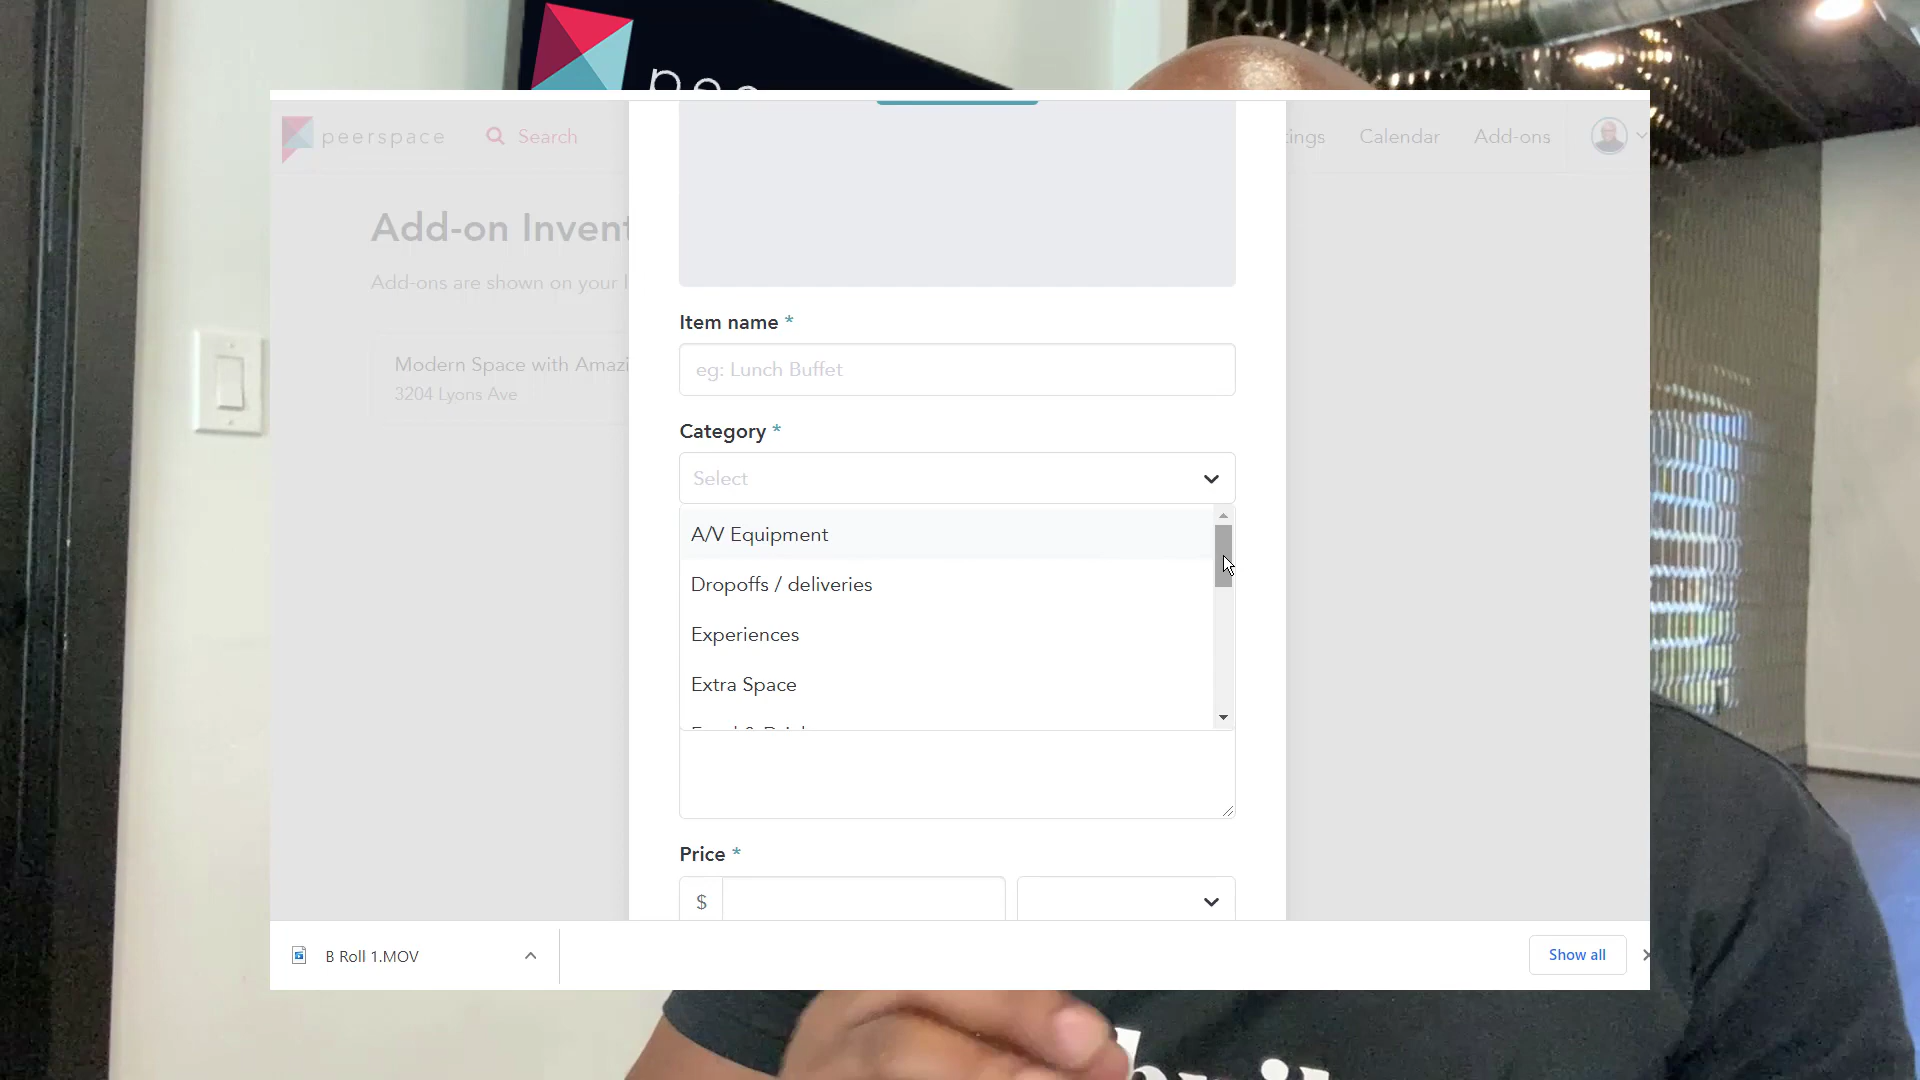 pee
peerspace
Search
ings
Calendar
Add-ons
Add-on Invent
Add-ons are shown on your l
Modern Space with Amazi
3204 Lyons Ave
Item name *
eg: Lunch Buffet
Category *
Select
A/V Equipment
Dropoffs / deliveries
Experiences
Extra Space
Price *
$
B Roll 1.MOV
Show all